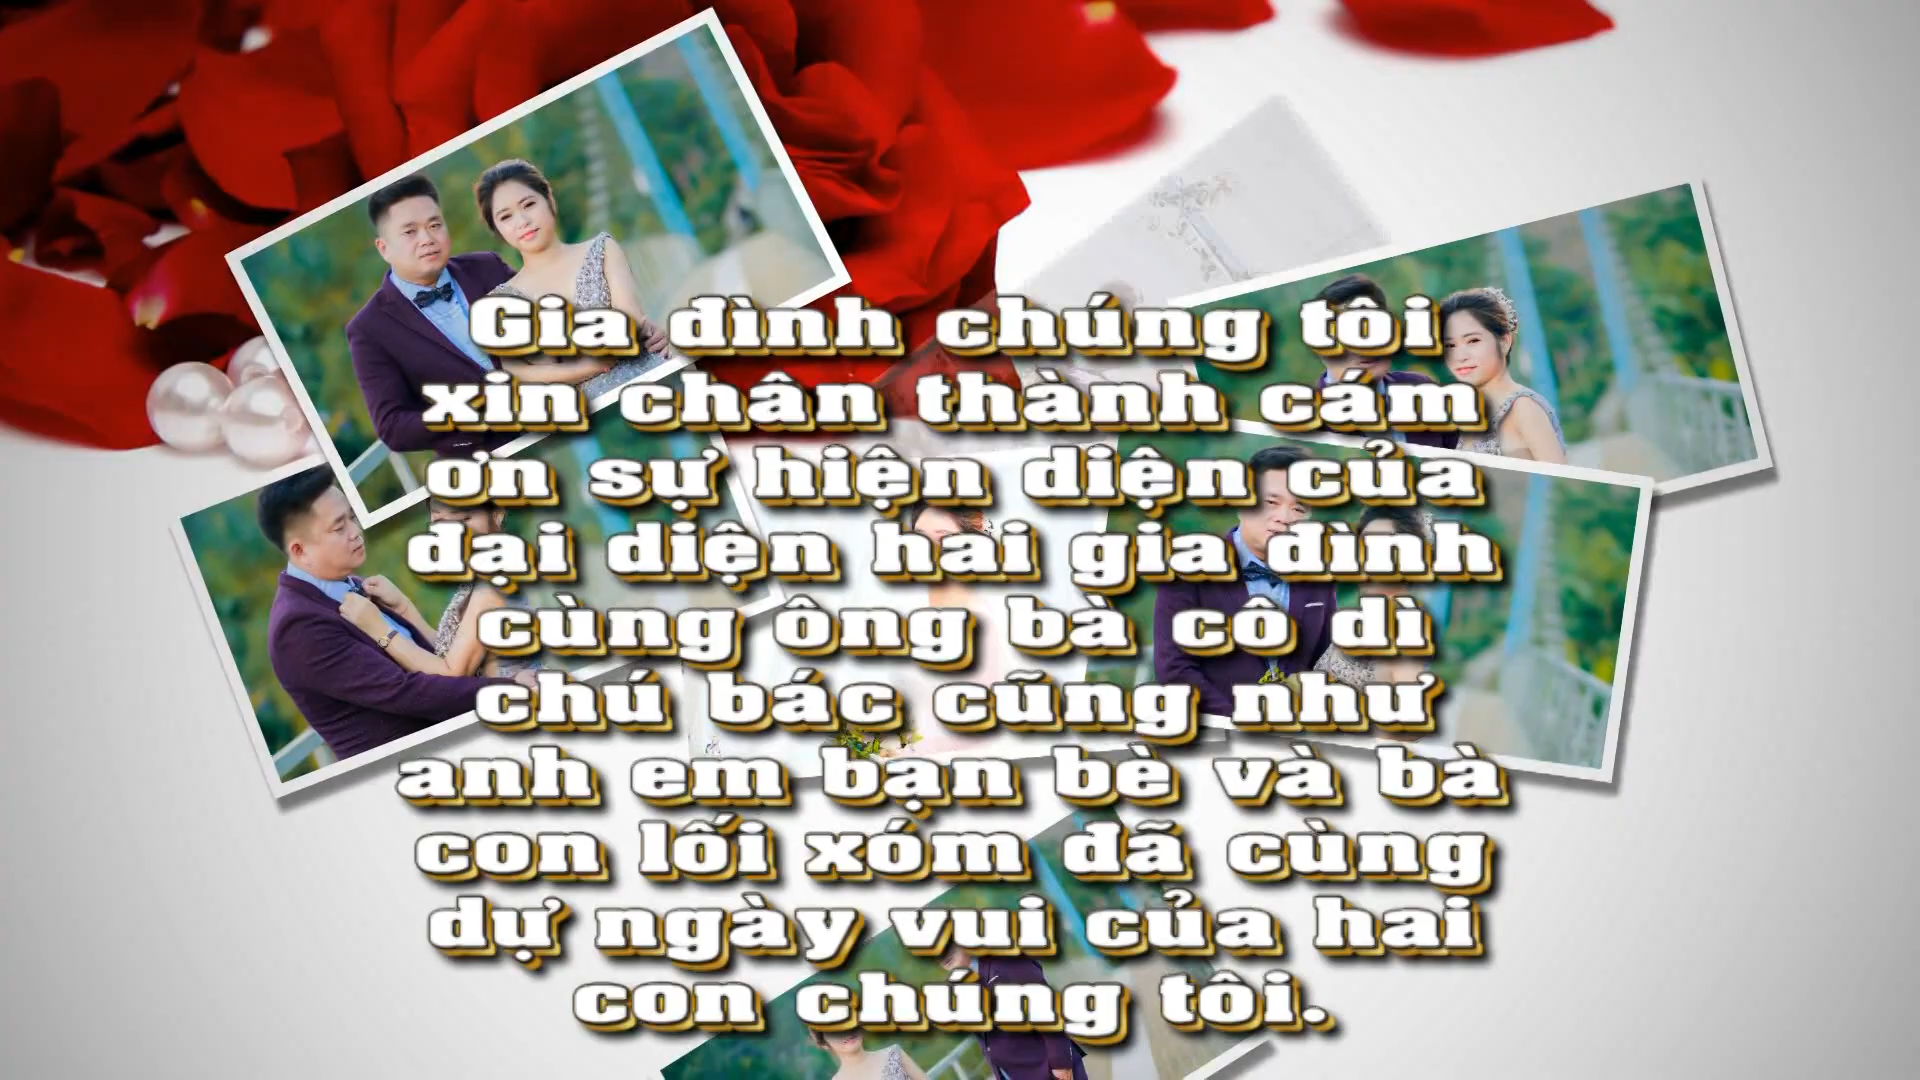 Gia đình chúng tôi
xin chân thành cám
ơn sự hiện diện của
đại diện hai gia đình
cùng ông bà cô dì
chú bác cũng như
anh em bạn bè và bà
con lối xóm đã cùng
dự ngày vui của hai
con chúng tôi.